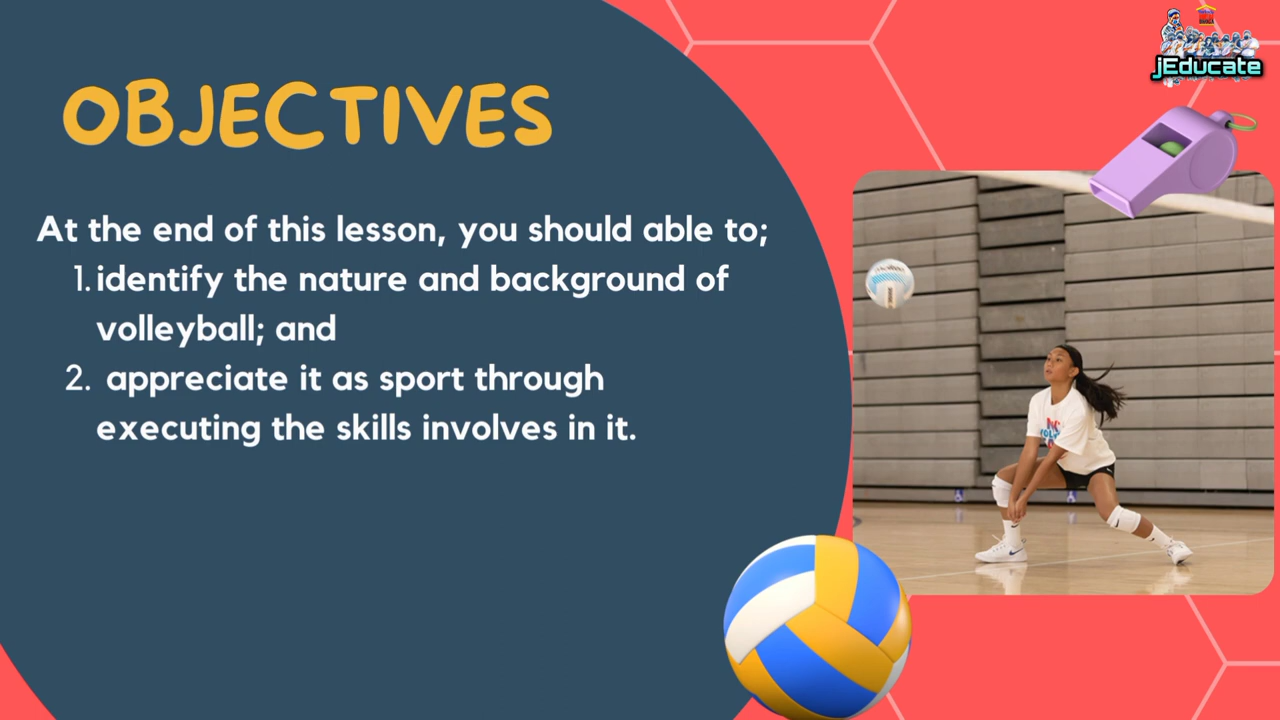 jEducate
OBJECTIVES
At the end of this lesson, you should able to;
1. identify the nature and background of
volleyball; and
2. appreciate it as sport through
executing the skills involves in it.